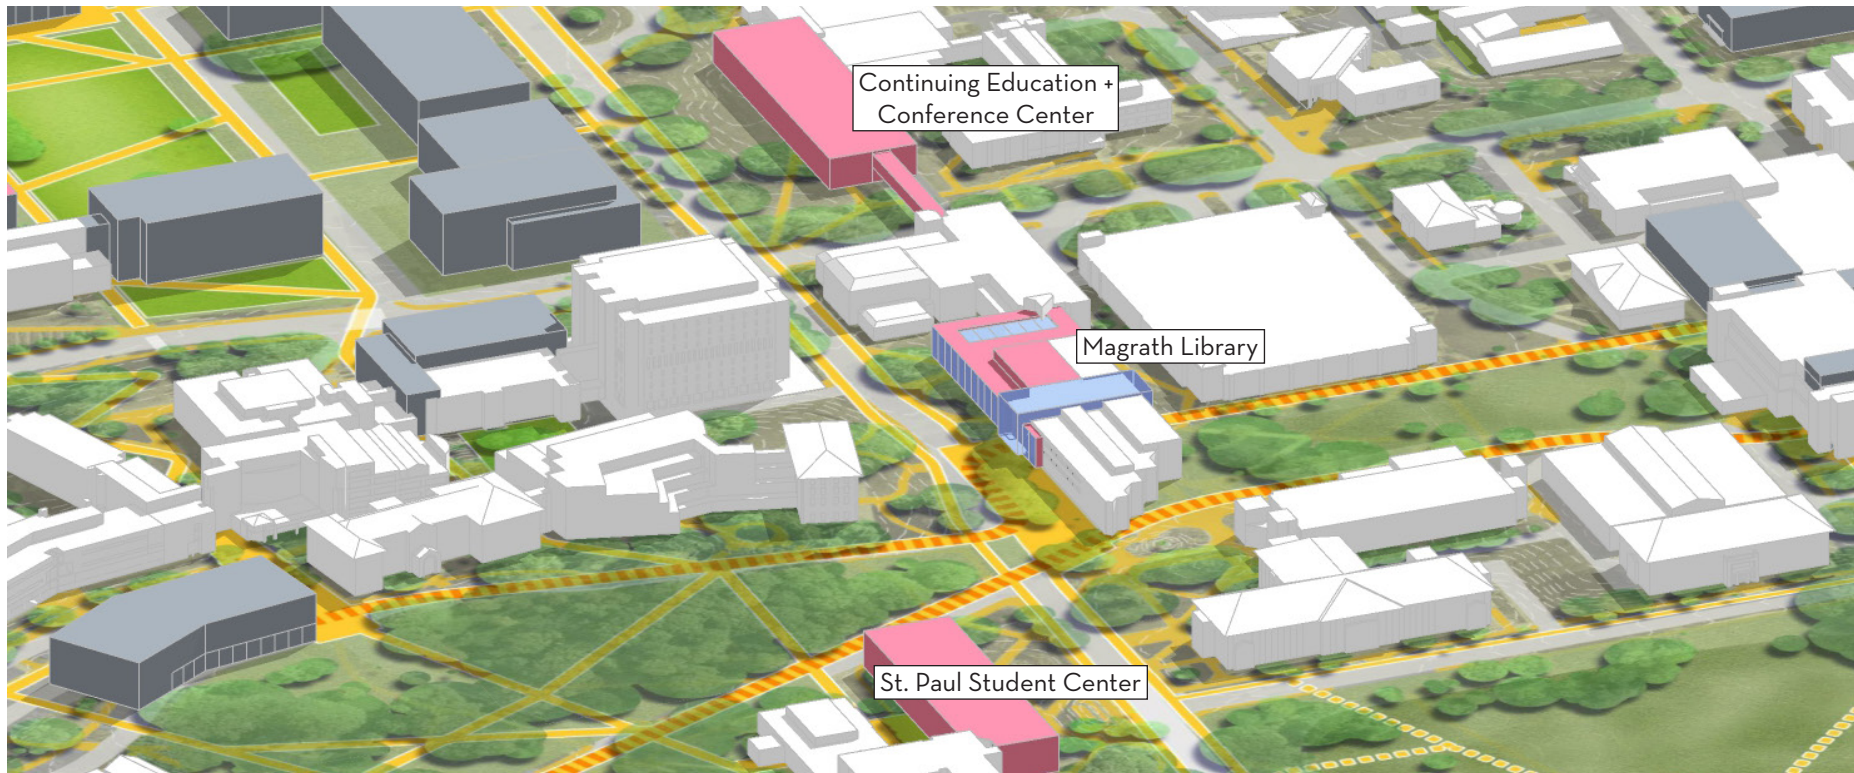 Continuing Education +
Conference Center
Magrath Library
St. Paul Student Center